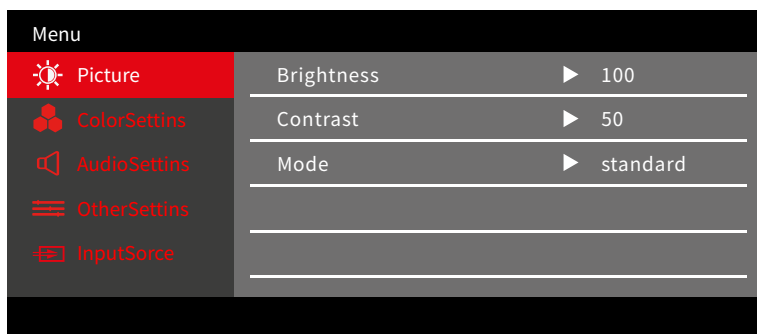 Menu
Picture
Brightness ▶ 100
ColorSettins
Contrast ▶ 50
AudioSettins
Mode ▶ standard
OtherSettins
InputSorce